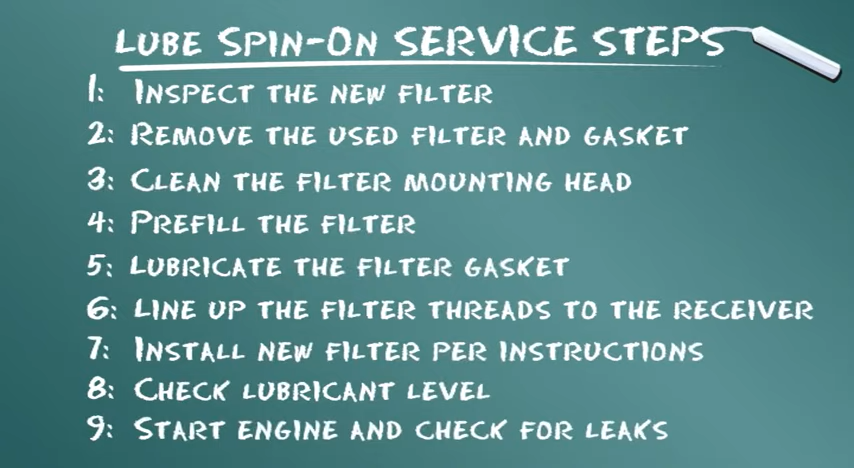 Lube Spin-On SERVICE STEPS
1: Inspect the new filter
2: Remove the used filter and gasket
3: Clean the filter mounting head
4: Prefill the filter
5: Lubricate the filter gasket
6: Line up the filter threads to the receiver
7: Install new filter per instructions
8: Check lubricant level
9: Start engine and check for leaks